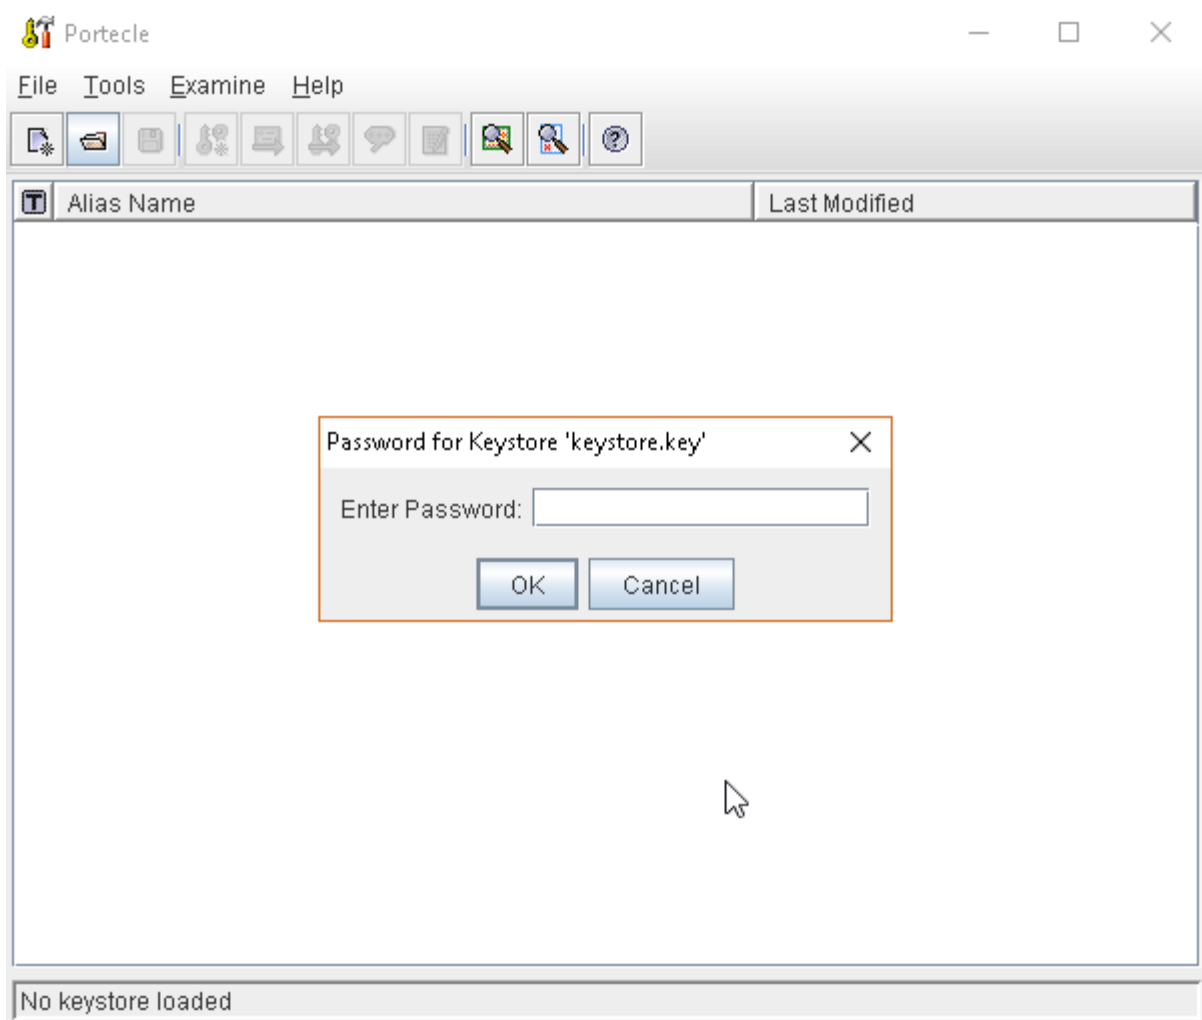 Portecle
File Tools Examine Help
T Alias Name Last Modified
Password for Keystore 'keystore.key'
Enter Password:
OK Cancel
No keystore loaded